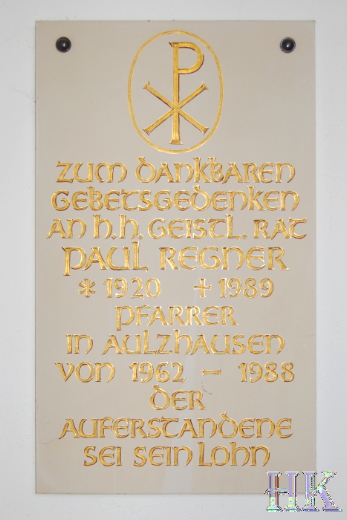 ZUM DANKBAREN
GEBETSGEDENKEN
AN H.H. GEISTL. RAT
PAUL REGNER
* 1920 + 1989
PFARRER
IN AULZHAUSEN
VON 1962 – 1988
DER
AUFERSTANDENE
SEI SEIN LOHN
HK